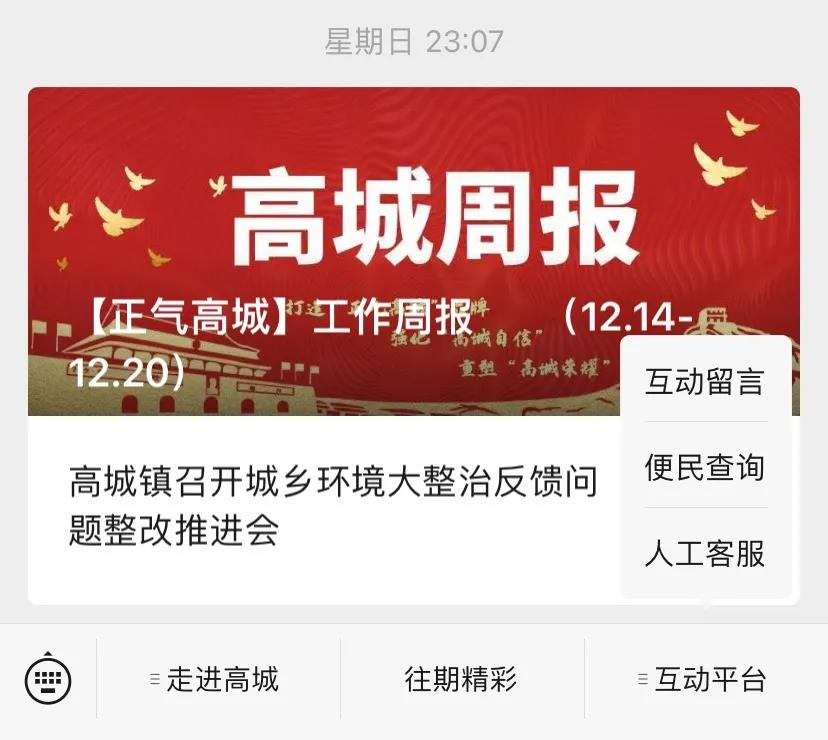 星期日 23:07
高城周报
【正气高城】工作周报 （12.14-
12.20）
强化“高城自信”
重塑“高城荣耀”
高城镇召开城乡环境大整治反馈问
题整改推进会
互动留言
便民查询
人工客服
走进高城
往期精彩
互动平台